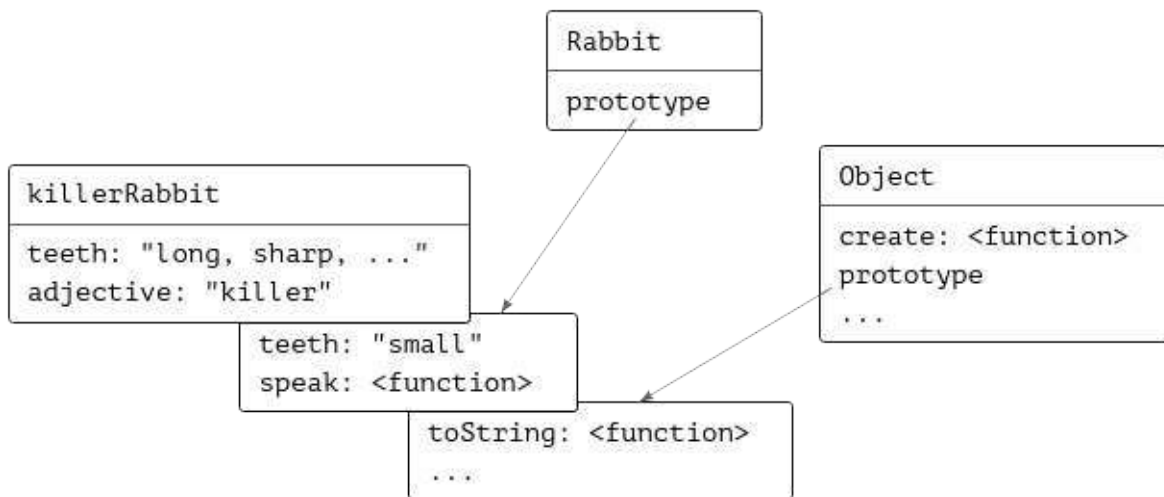 Rabbit
prototype
killerRabbit
teeth: "long, sharp, ..."
adjective: "killer"
Object
create: <function>
prototype
...
teeth: "small"
speak: <function>
toString: <function>
...